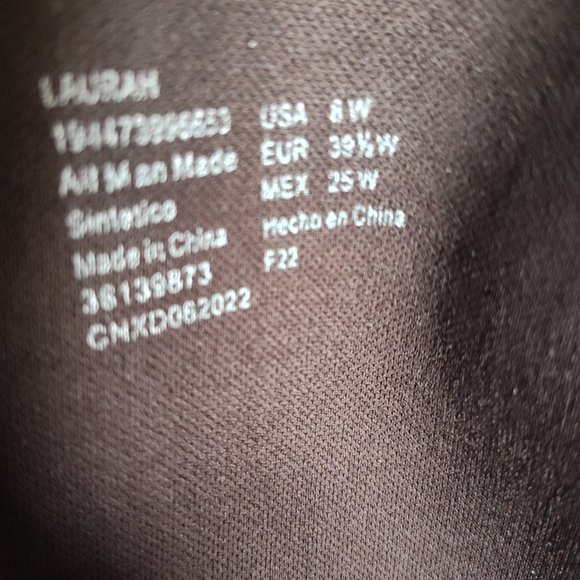 LAURAH
All Man Made
Sintetico
Made in China
36139873
CNXD062022
USA 8 W
EUR 39 ½ W
MEX 25 W
Hecho en China
F22